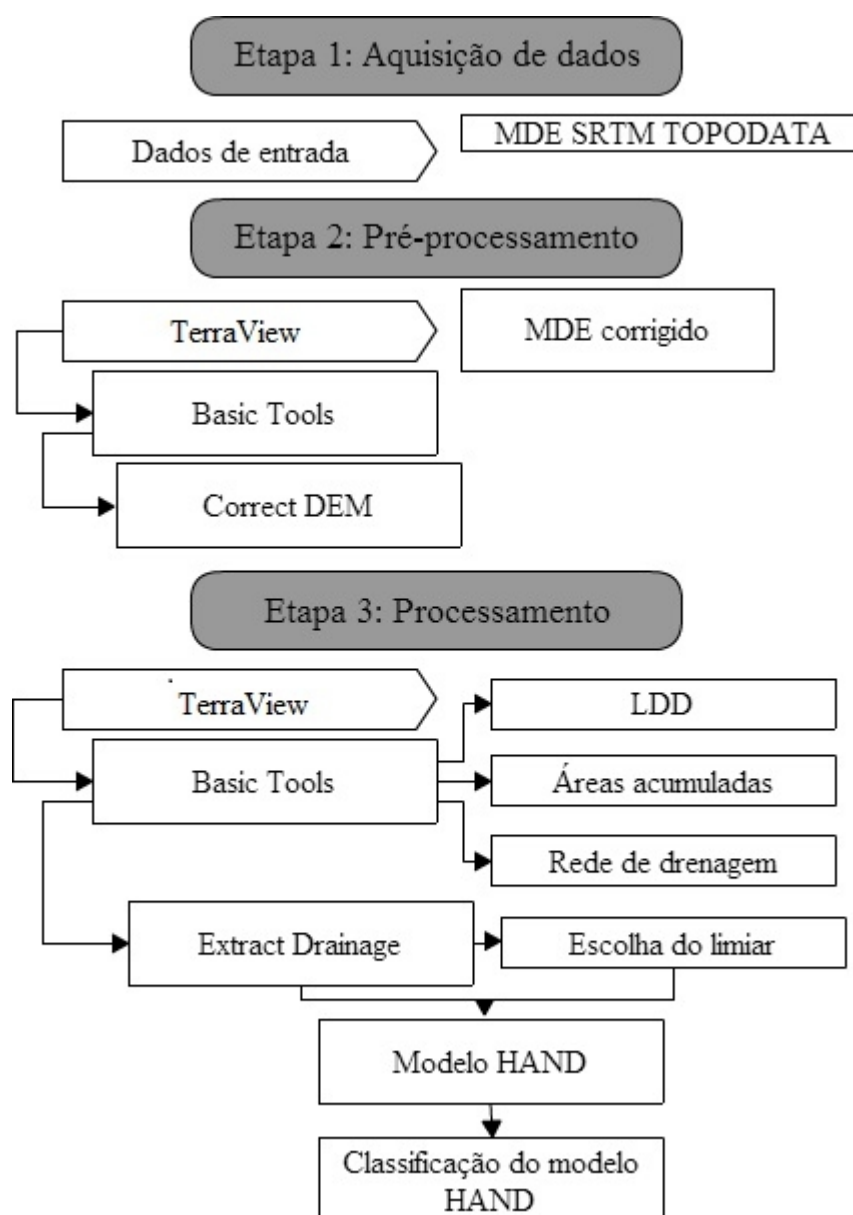 Etapa 1: Aquisição de dados
Dados de entrada
MDE SRTM TOPODATA
Etapa 2: Pré-processamento
TerraView
MDE corrigido
Basic Tools
Correct DEM
Etapa 3: Processamento
TerraView
LDD
Basic Tools
Áreas acumuladas
Rede de drenagem
Extract Drainage
Escolha do limiar
Modelo HAND
Classificação do modelo
HAND